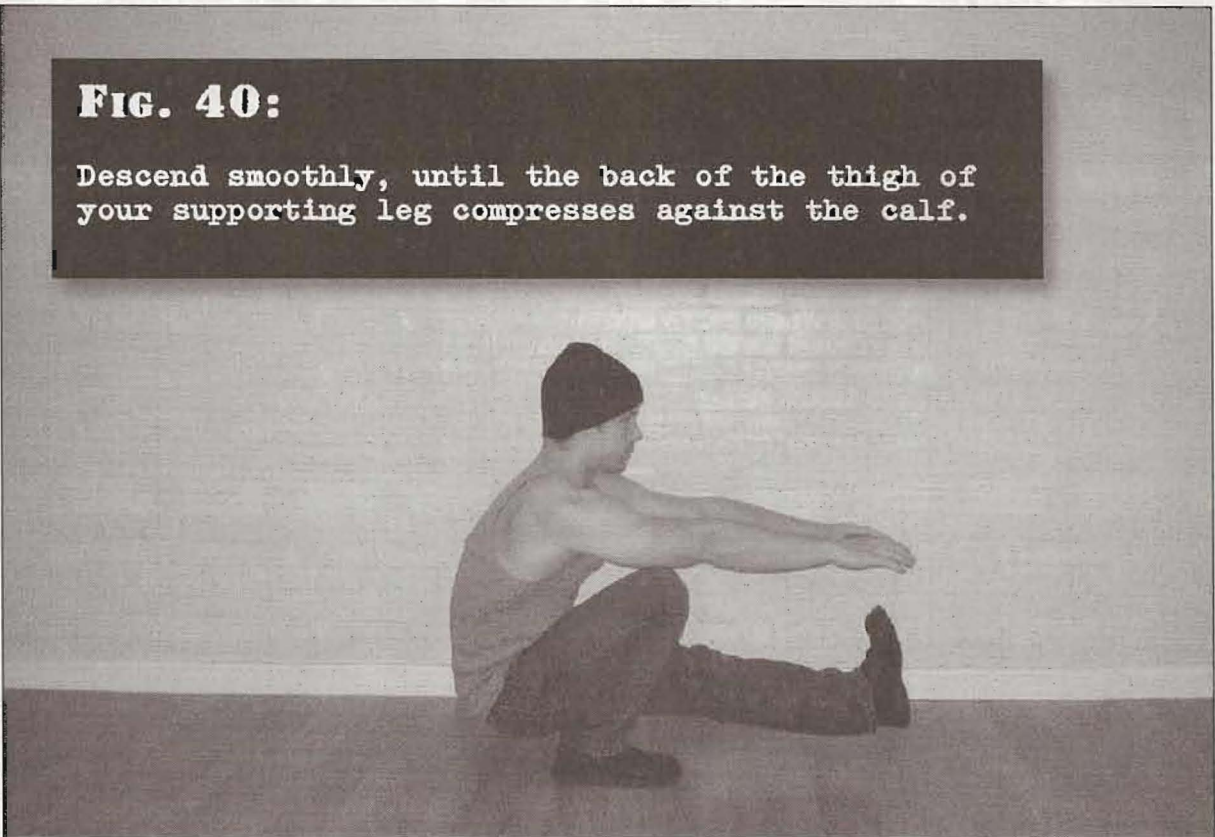 FIG. 40:
Descend smoothly, until the back of the thigh of
your supporting leg compresses against the calf.